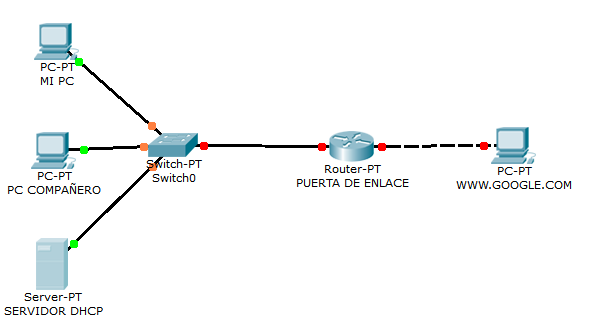 PC-PT
MI PC
PC-PT
PC COMPAÑERO
Switch-PT
Switch0
Router-PT
PUERTA DE ENLACE
PC-PT
WWW.GOOGLE.COM
Server-PT
SERVIDOR DHCP